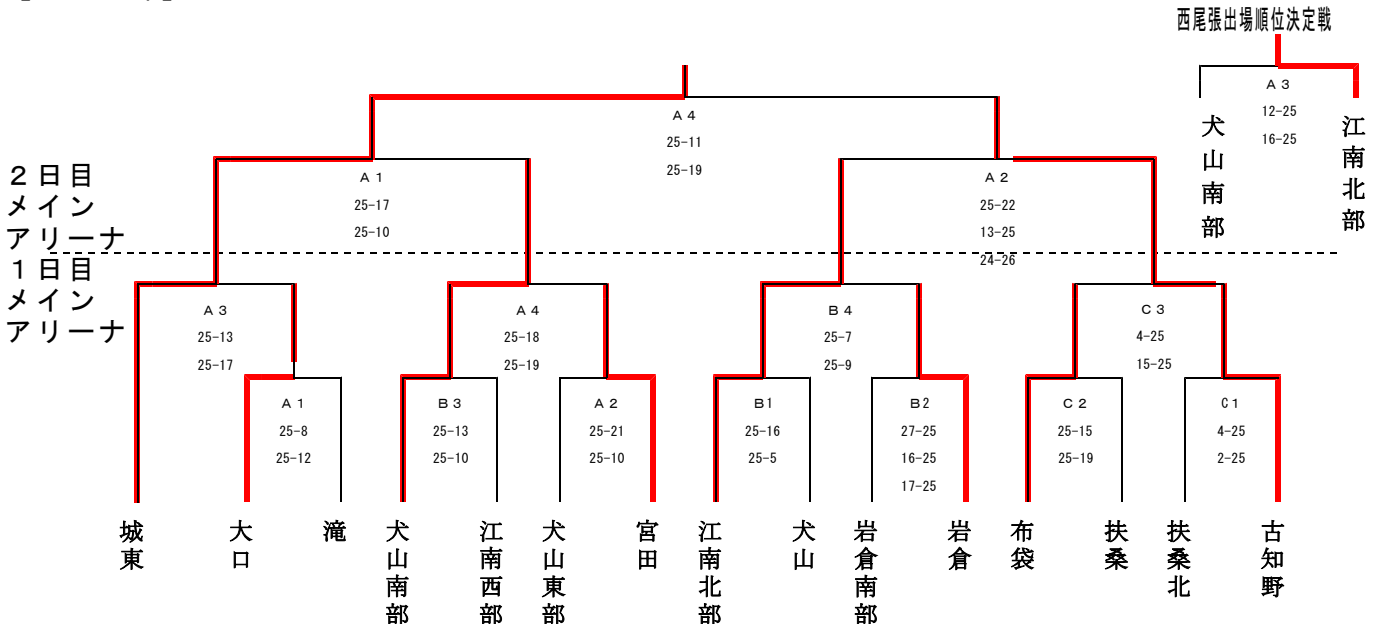 西尾張出場順位決定戦
A3
12-25
16-25
犬山南部
江南北部
A4
25-11
25-19
2日目
メイン
アリーナ
A1
25-17
25-10
A2
25-22
13-25
24-26
1日目
メイン
アリーナ
A3
25-13
25-17
A4
25-18
25-19
B4
25-7
25-9
C3
4-25
15-25
A1
25-8
25-12
B3
25-13
25-10
A2
25-21
25-10
B1
25-16
25-5
B2
27-25
16-25
17-25
C2
25-15
25-19
C1
4-25
2-25
城東
大口
滝
犬山南部
江南西部
犬山東部
宮田
江南北部
犬山
岩倉南部
岩倉
布袋
扶桑
扶桑北
古知野